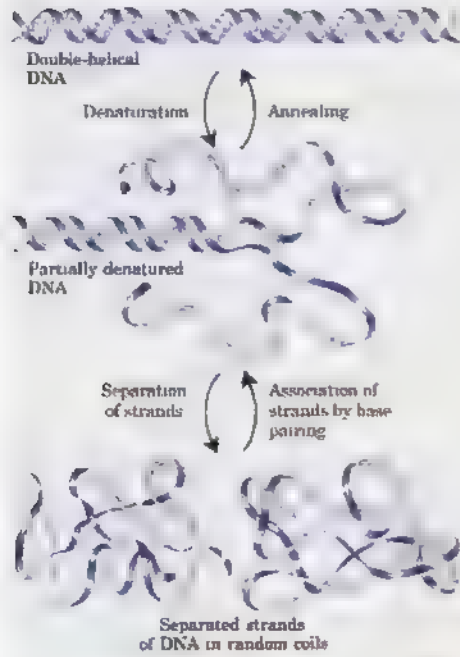 Double-helical
DNA
Denaturation
Annealing
Partially denatured
DNA
Separation
of strands
Association of
strands by base
pairing
Separated strands
of DNA in random coils